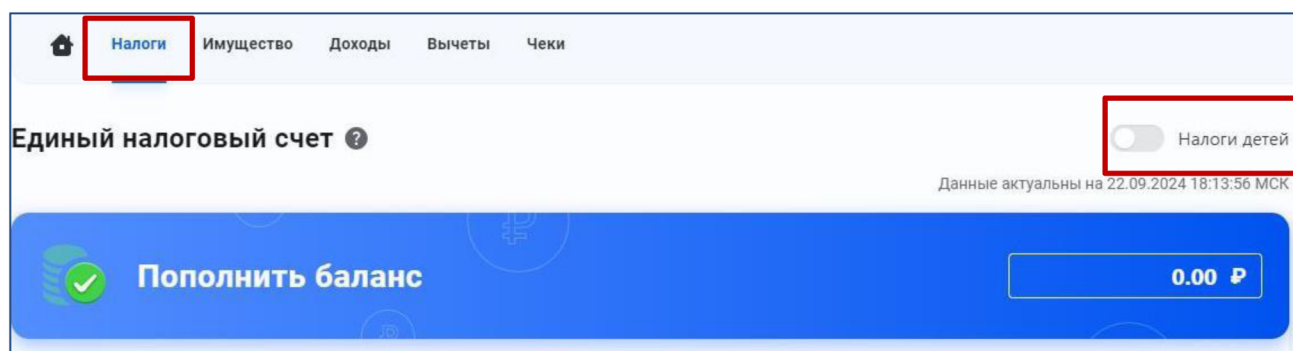 Налоги Имущество Доходы Вычеты Чеки
Единый налоговый счет ?
Налоги детей
Данные актуальны на 22.09.2024 18:13:56 МСК
Пополнить баланс
0.00 ₽